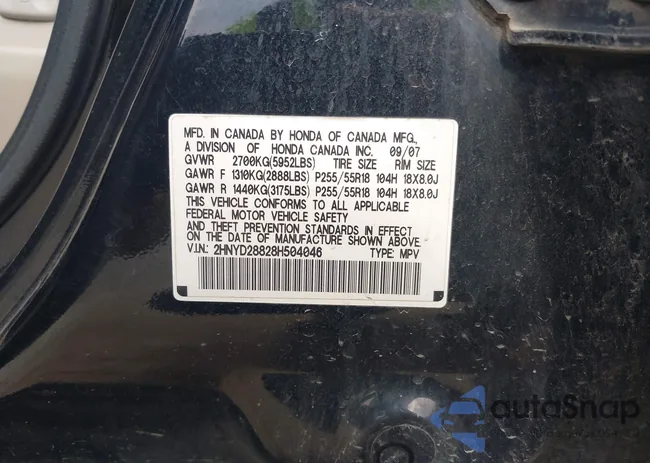 MFD. IN CANADA BY HONDA OF CANADA MFG.,
A DIVISION OF HONDA CANADA INC. 09/07
GVWR 2700KG(5952LBS) TIRE SIZE RIM SIZE
GAWR F 1310KG(2888LBS) P255/55R18 104H 18X8.0J
GAWR R 1440KG(3175LBS) P255/55R18 104H 18X8.0J
THIS VEHICLE CONFORMS TO ALL APPLICABLE
FEDERAL MOTOR VEHICLE SAFETY
AND THEFT PREVENTION STANDARDS IN EFFECT
ON THE DATE OF MANUFACTURE SHOWN ABOVE.
V.I.N.: 2HNYD28828H504046 TYPE: MPV
autoSnap